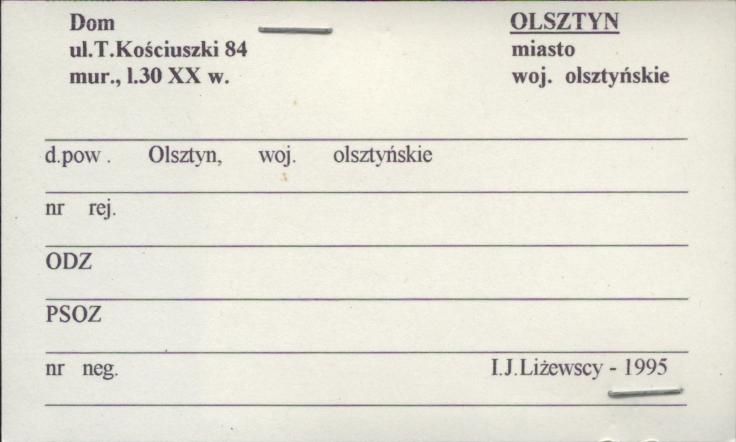 Dom
ul.T.Kościuszki 84
mur., l.30 XX w.
OLSZTYN
miasto
woj. olsztyńskie
d.pow . Olsztyn, woj. olsztyńskie
nr rej.
ODZ
PSOZ
nr neg. I.J.Liżewscy - 1995